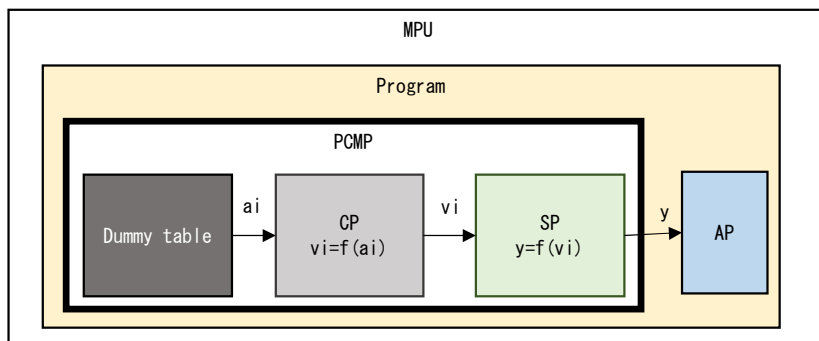 MPU
Program
PCMP
Dummy table
ai
CP
vi=f(ai)
vi
SP
y=f(vi)
y
AP